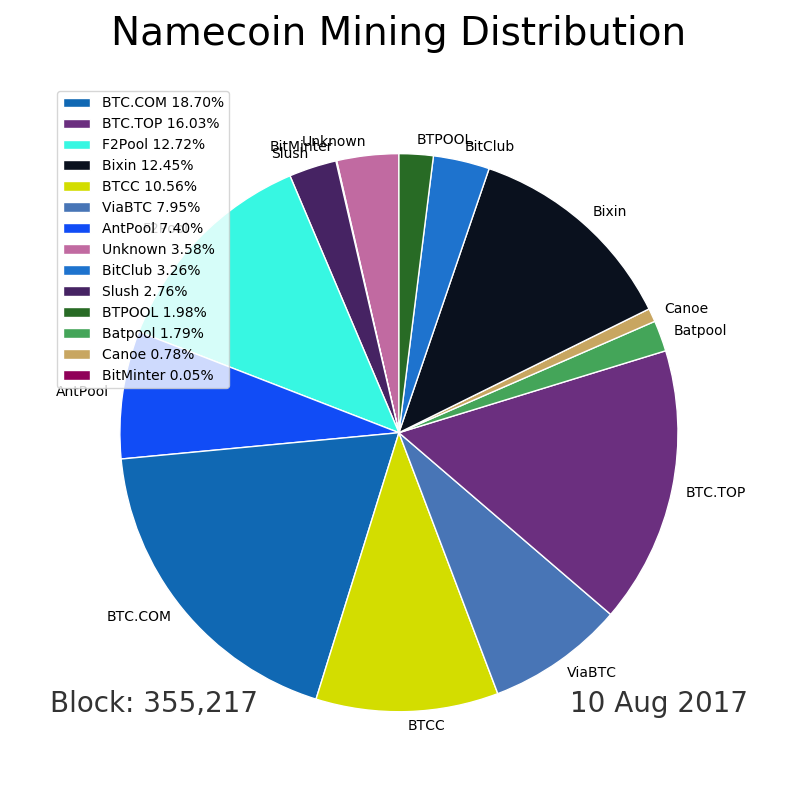 Namecoin Mining Distribution
BTC.COM 18.70%
BTC.TOP 16.03%
F2Pool 12.72%
Bixin 12.45%
BTCC 10.56%
ViaBTC 7.95%
AntPool 7.40%
Unknown 3.58%
BitClub 3.26%
Slush 2.76%
BTPOOL 1.98%
Batpool 1.79%
Canoe 0.78%
BitMinter 0.05%
Slush
BitMinter
Unknown
BTPOOL
BitClub
Bixin
Canoe
Batpool
BTC.TOP
ViaBTC
BTCC
BTC.COM
AntPool
Block: 355,217
10 Aug 2017